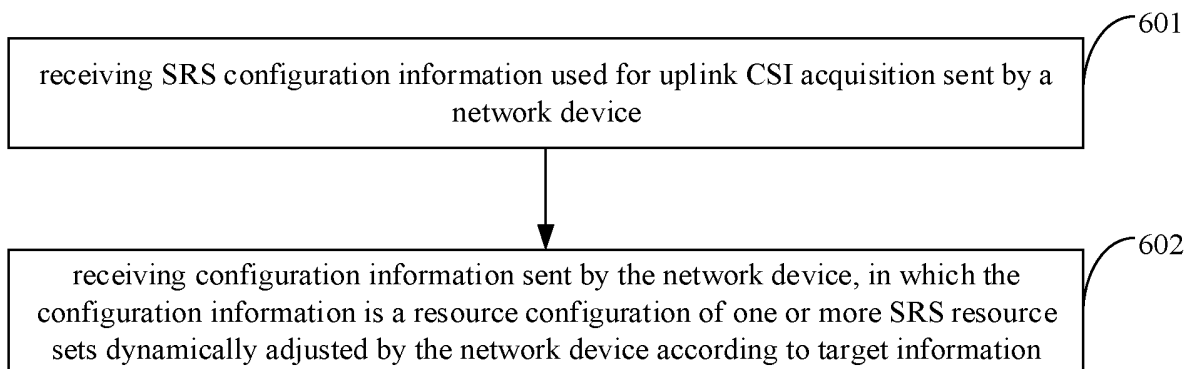 601
receiving SRS configuration information used for uplink CSI acquisition sent by a
network device
602
receiving configuration information sent by the network device, in which the
configuration information is a resource configuration of one or more SRS resource
sets dynamically adjusted by the network device according to target information